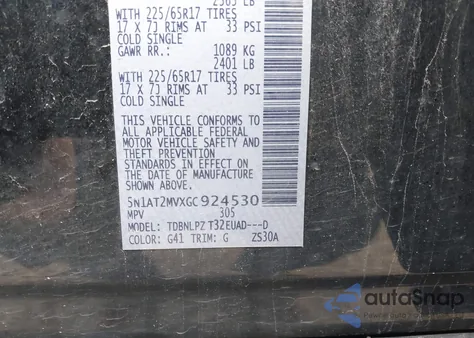 2565 LB
WITH 225/65R17 TIRES
17 X 7J RIMS AT 33 PSI
COLD SINGLE
GAWR RR.: 1089 KG
2401 LB
WITH 225/65R17 TIRES
17 X 7J RIMS AT 33 PSI
COLD SINGLE
THIS VEHICLE CONFORMS TO
ALL APPLICABLE FEDERAL
MOTOR VEHICLE SAFETY AND
THEFT PREVENTION
STANDARDS IN EFFECT ON
THE DATE OF MANUFACTURE
SHOWN ABOVE.
5N1AT2MVXGC924530
MPV 305
MODEL: TDBNLPZ T32EUAD---D
COLOR: G41 TRIM: G ZS30A
autoSnap